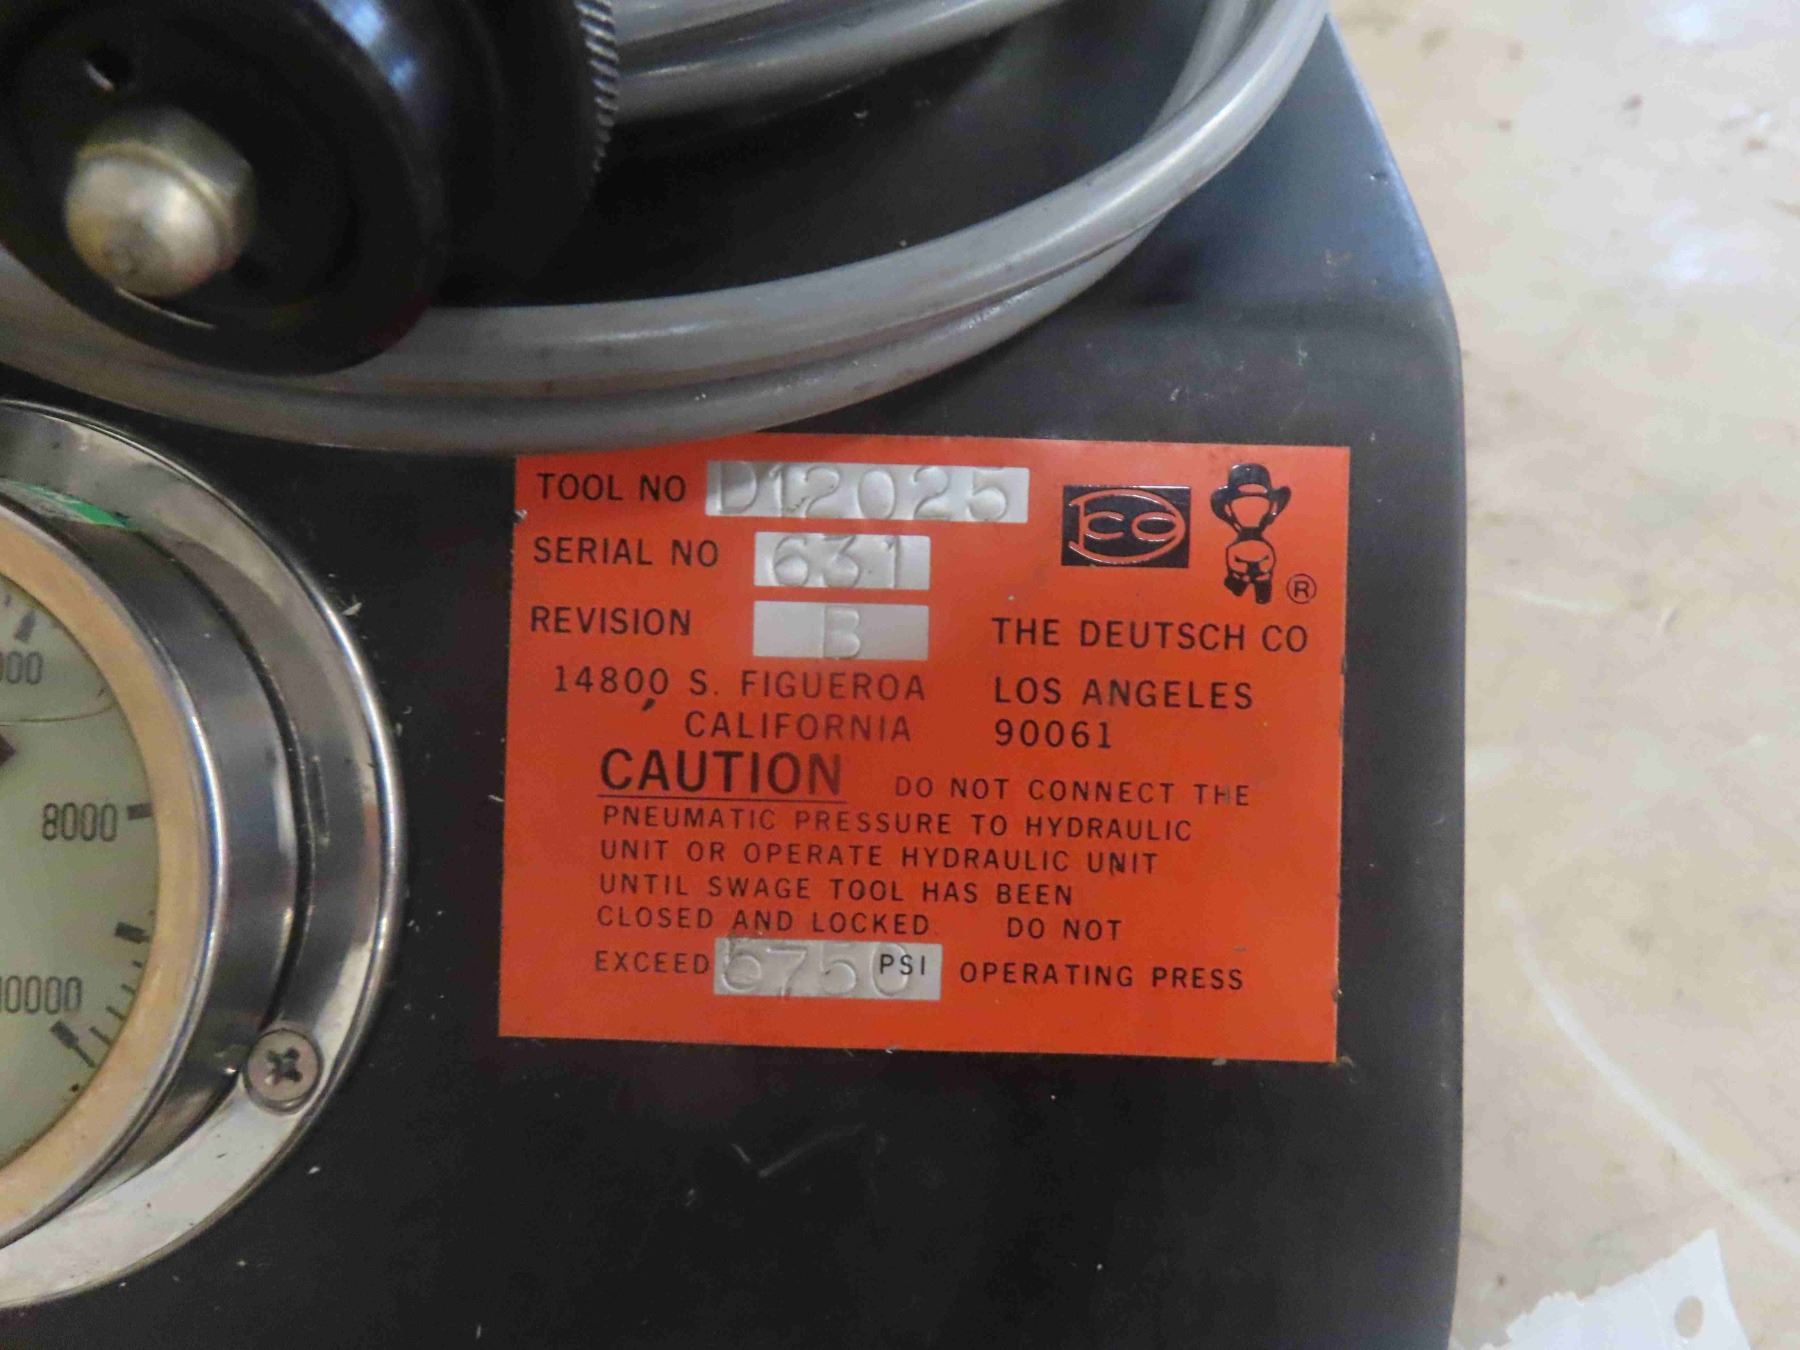 TOOL NO D12025
SERIAL NO 631
REVISION B
DCO
®
THE DEUTSCH CO
14800 S. FIGUEROA LOS ANGELES
CALIFORNIA 90061
CAUTION DO NOT CONNECT THE
PNEUMATIC PRESSURE TO HYDRAULIC
UNIT OR OPERATE HYDRAULIC UNIT
UNTIL SWAGE TOOL HAS BEEN
CLOSED AND LOCKED. DO NOT
EXCEED PSI OPERATING PRESS
8000
10000